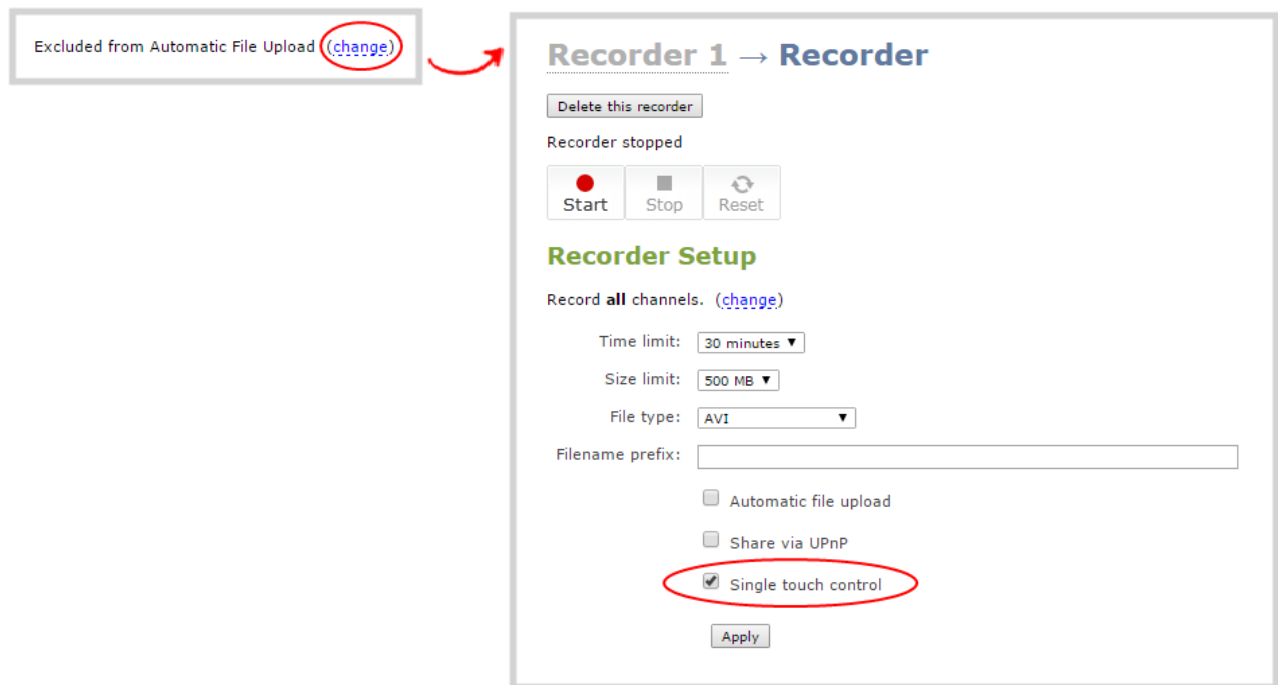 Excluded from Automatic File Upload (change)
Recorder 1 → Recorder
Delete this recorder
Recorder stopped
Start Stop Reset
Recorder Setup
Record all channels. (change)
Time limit: 30 minutes
Size limit: 500 MB
File type: AVI
Filename prefix:
Automatic file upload
Share via UPnP
Single touch control
Apply